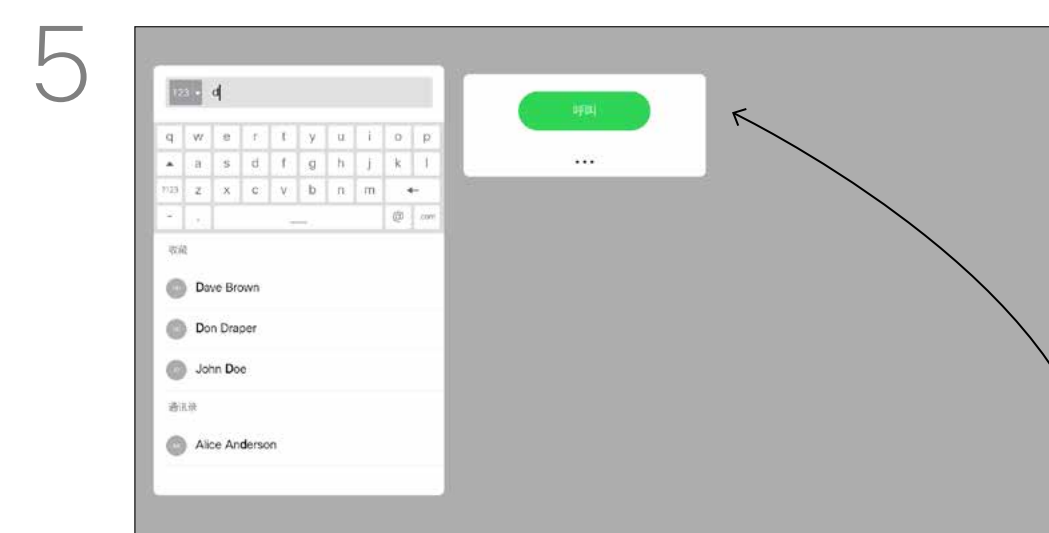 5
123 d
呼叫
q w e r t y u i o p
a s d f g h j k l
?123 z x c v b n m
- . @ .com
收藏
Dave Brown
Don Draper
John Doe
通讯录
Alice Anderson